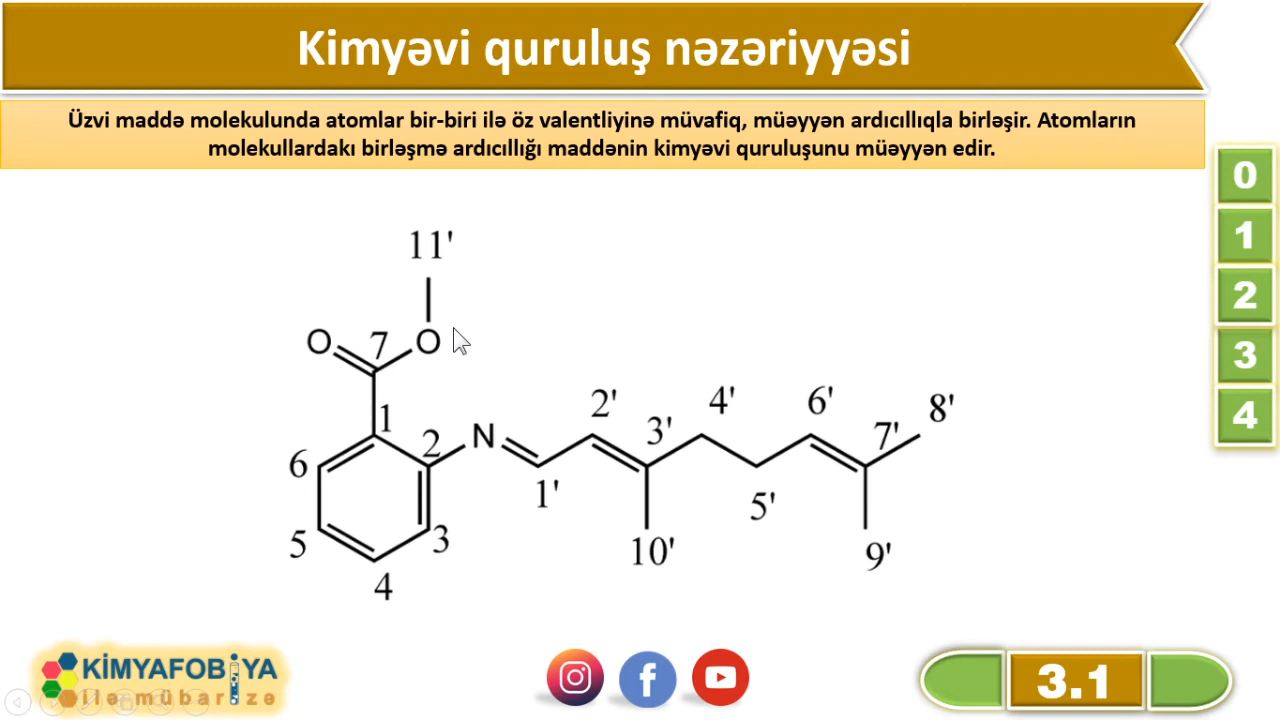 Kimyəvi quruluş nəzəriyyəsi
Üzvi maddə molekulunda atomlar bir-biri ilə öz valentliyinə müvafiq, müəyyən ardıcıllıqla birləşir. Atomların
molekullardakı birləşmə ardıcıllığı maddənin kimyəvi quruluşunu müəyyən edir.
0
1
2
3
4
11'
O
7
O
1
2
N
6
5
3
4
1'
2'
3'
4'
5'
6'
7'
8'
9'
10'
KİMYAFOBİYA
ilə mübarizə
f
3.1